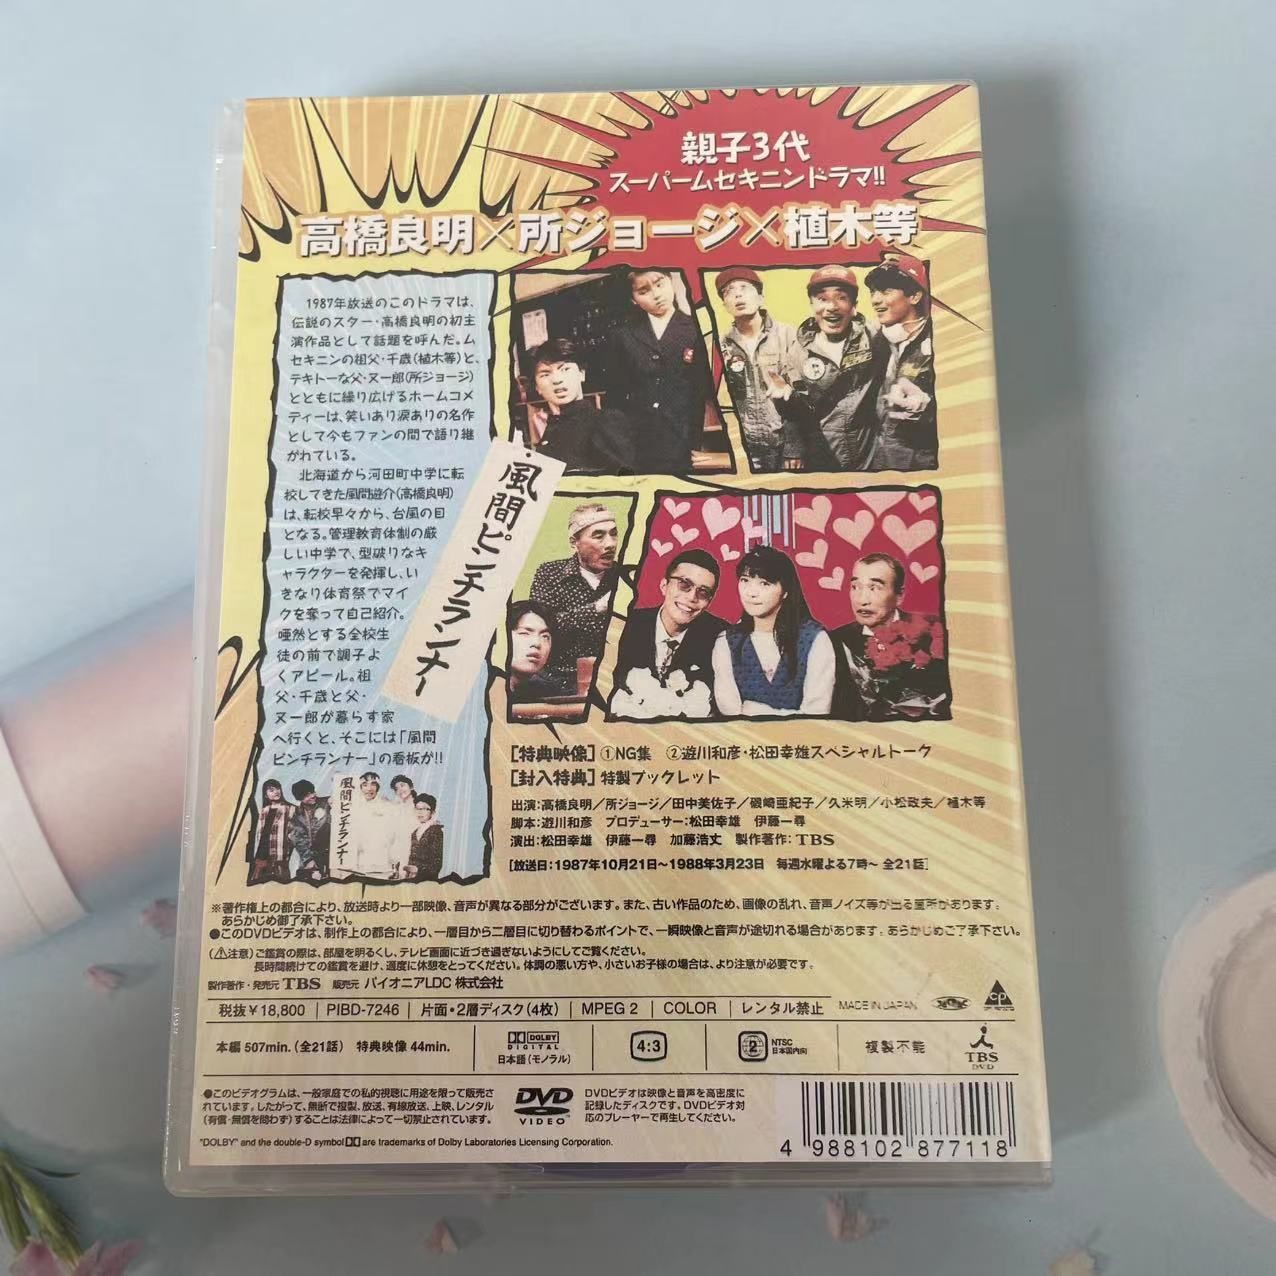 親子3代
スーパームセキニンドラマ!!
高橋良明×所ジョージ×植木等
1987年放送のこのドラマは、
伝説のスター・高橋良明の初主
演作品として話題を呼んだ。ム
セキニンの祖父・千歳(植木等)と、
テキトーな父・又一郎(所ジョージ)
とともに繰り広げるホームコメ
ディーは、笑いあり涙ありの名作
として今もファンの間で語り継
がれている。
北海道から河田町中学に転
校してきた風間遊介(高橋良明)
は、転校早々から、台風の目
となる。管理教育体制の厳
しい中学で、型破りなキ
ャラクターを発揮し、い
きなり体育祭でマイ
クを奪って自己紹介。
唖然とする全校生
徒の前で調子よ
くアピール。祖
父・千歳と父・
又一郎が暮らす家
へ行くと、そこには「風間
ピンチランナー」の看板が!!
風間ピンチランナー
風間ピンチランナー
[特典映像]①NG集 ②遊川和彦・松田幸雄スペシャルトーク
[封入特典]特製ブックレット
出演:高橋良明／所ジョージ／田中美佐子／磯崎亜紀子／久米明／小松政夫／植木等
脚本:遊川和彦 プロデューサー:松田幸雄 伊藤一尋
演出:松田幸雄 伊藤一尋 加藤浩丈 製作著作:TBS
[放送日:1987年10月21日〜1988年3月23日 毎週水曜よる7時〜 全21話]
※著作権上の都合により、放送時より一部映像、音声が異なる部分がございます。また、古い作品のため、画像の乱れ、音声ノイズ等が出る箇所があります。
あらかじめ御了承下さい。
●このDVDビデオは、制作上の都合により、一層目から二層目に切り替わるポイントで、一瞬映像と音声が途切れる場合があります。あらかじめご了承下さい。
(⚠注意)ご鑑賞の際は、部屋を明るくし、テレビ画面に近づき過ぎないようにしてご覧ください。
長時間続けての鑑賞を避け、適度に休憩をとってください。体調の悪い方や、小さいお子様の場合は、より注意が必要です。
製作著作・発売元 TBS 販売元 パイオニアLDC 株式会社
税抜¥18,800 PIBD-7246 片面・2層ディスク(4枚) MPEG 2 COLOR レンタル禁止 MADE IN JAPAN
本編 507min.(全21話) 特典映像 44min.
DOLBY
DIGITAL
日本語(モノラル)
4:3
2 NTSC
日本国内向
複製不能
TBS
DVD
●このビデオグラムは、一般家庭での私的視聴に用途を限って販売さ
れています。したがって、無断で複製、放送、有線放送、上映、レンタル
(有償・無償を問わず)することは法律によって一切禁止されています。
DVD
VIDEO
DVDビデオは映像と音声を高密度に
記録したディスクです。DVDビデオ対
応のプレーヤーで再生してください。
"DOLBY" and the double-D symbol are trademarks of Dolby Laboratories Licensing Corporation.
4 988102 877118